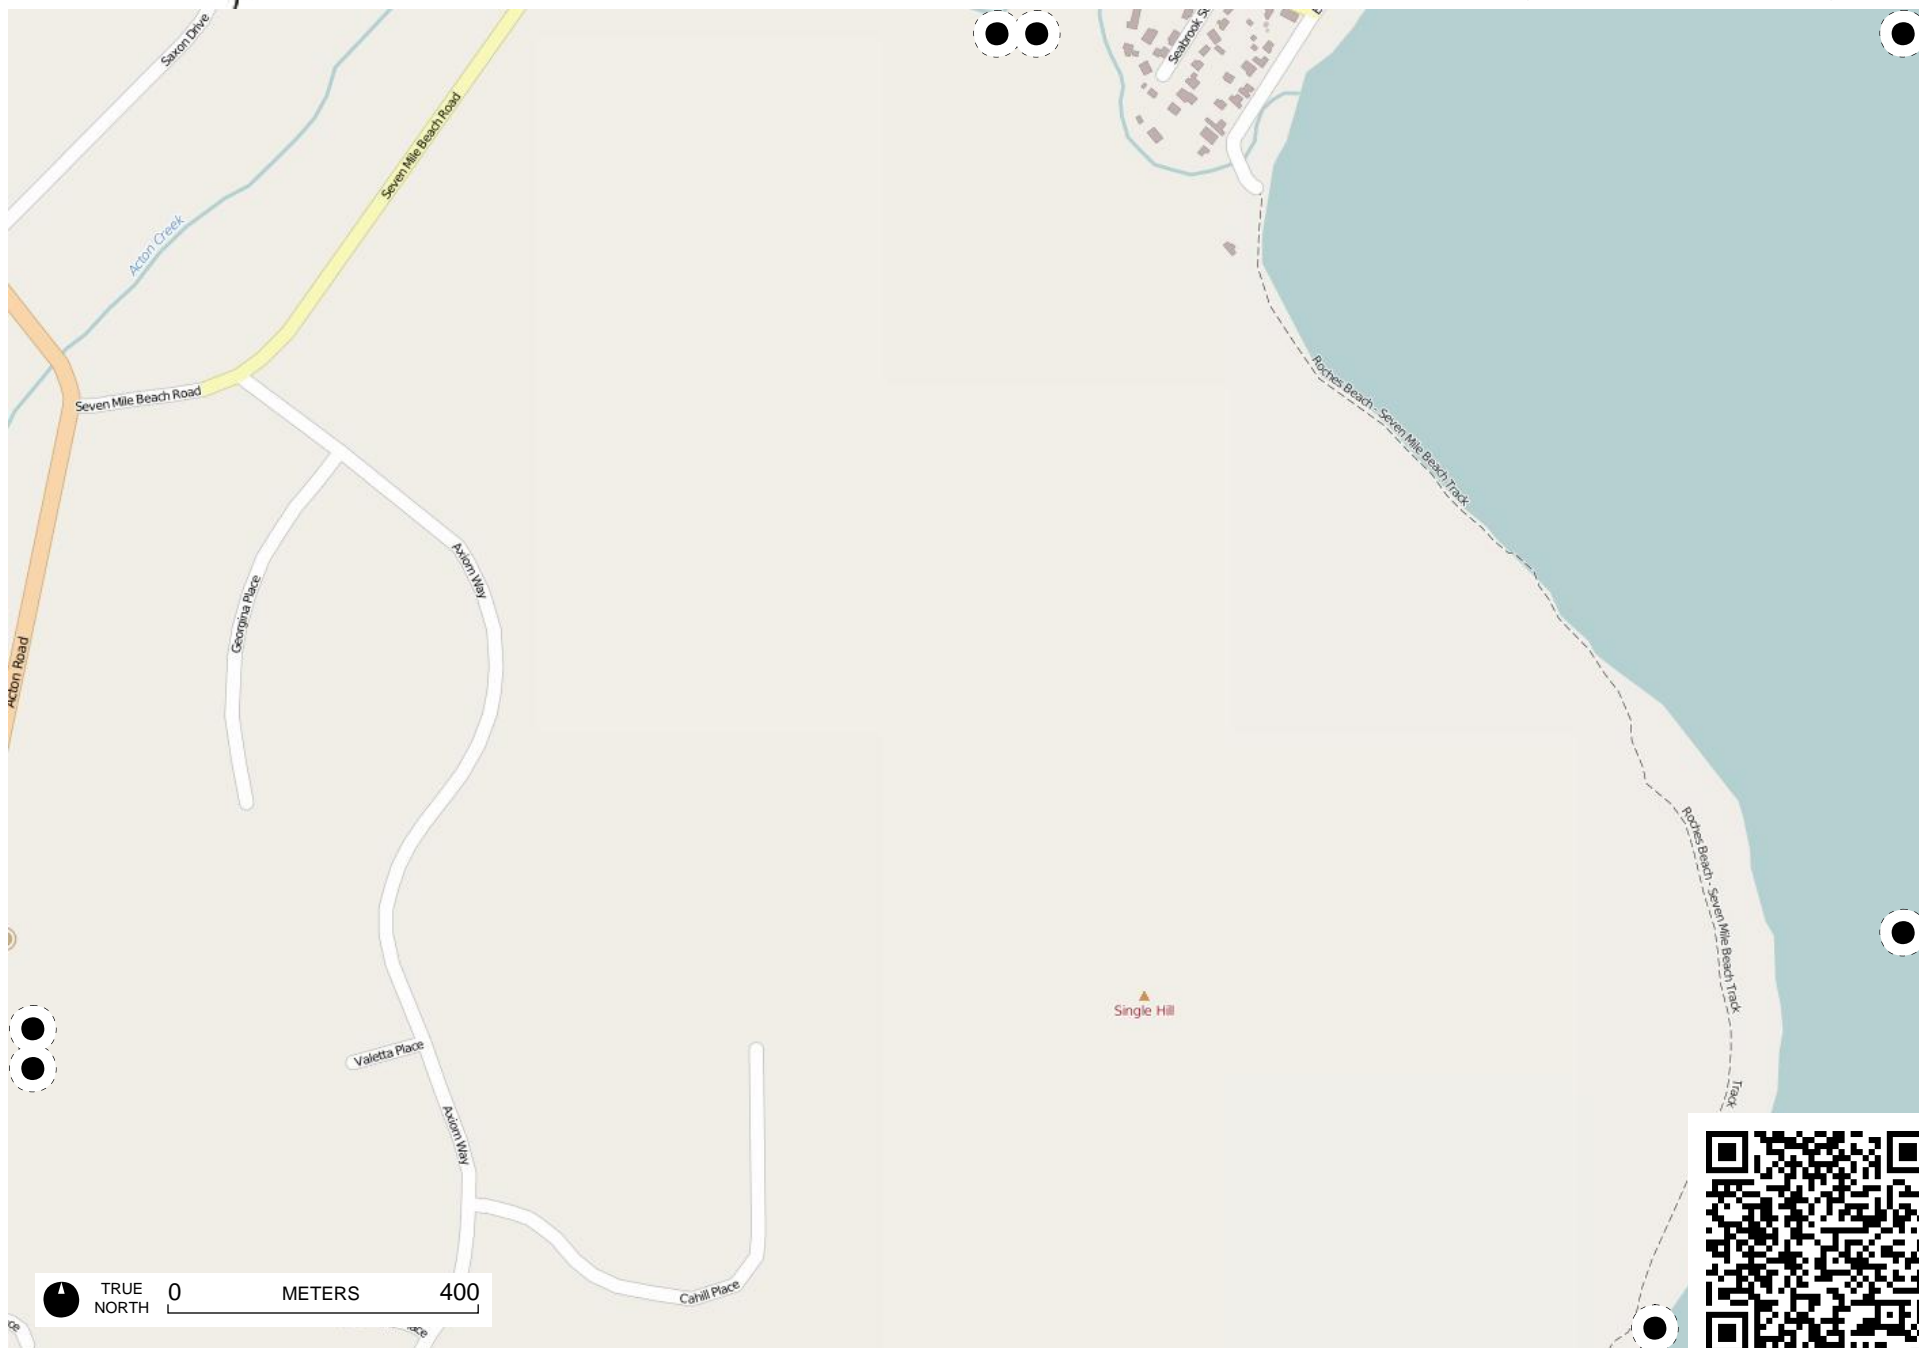 Saxon Drive
Seabrook
Seven Mile Beach Road
Acton Creek
Seven Mile Beach Road
Roches Beach - Seven Mile Beach Track
Axiom Way
Georgina Place
Acton Road
Roches Beach - Seven Mile Beach Track
Single Hill
Valetta Place
Track
Axiom Way
Cahill Place
TRUE NORTH
0 METERS 400